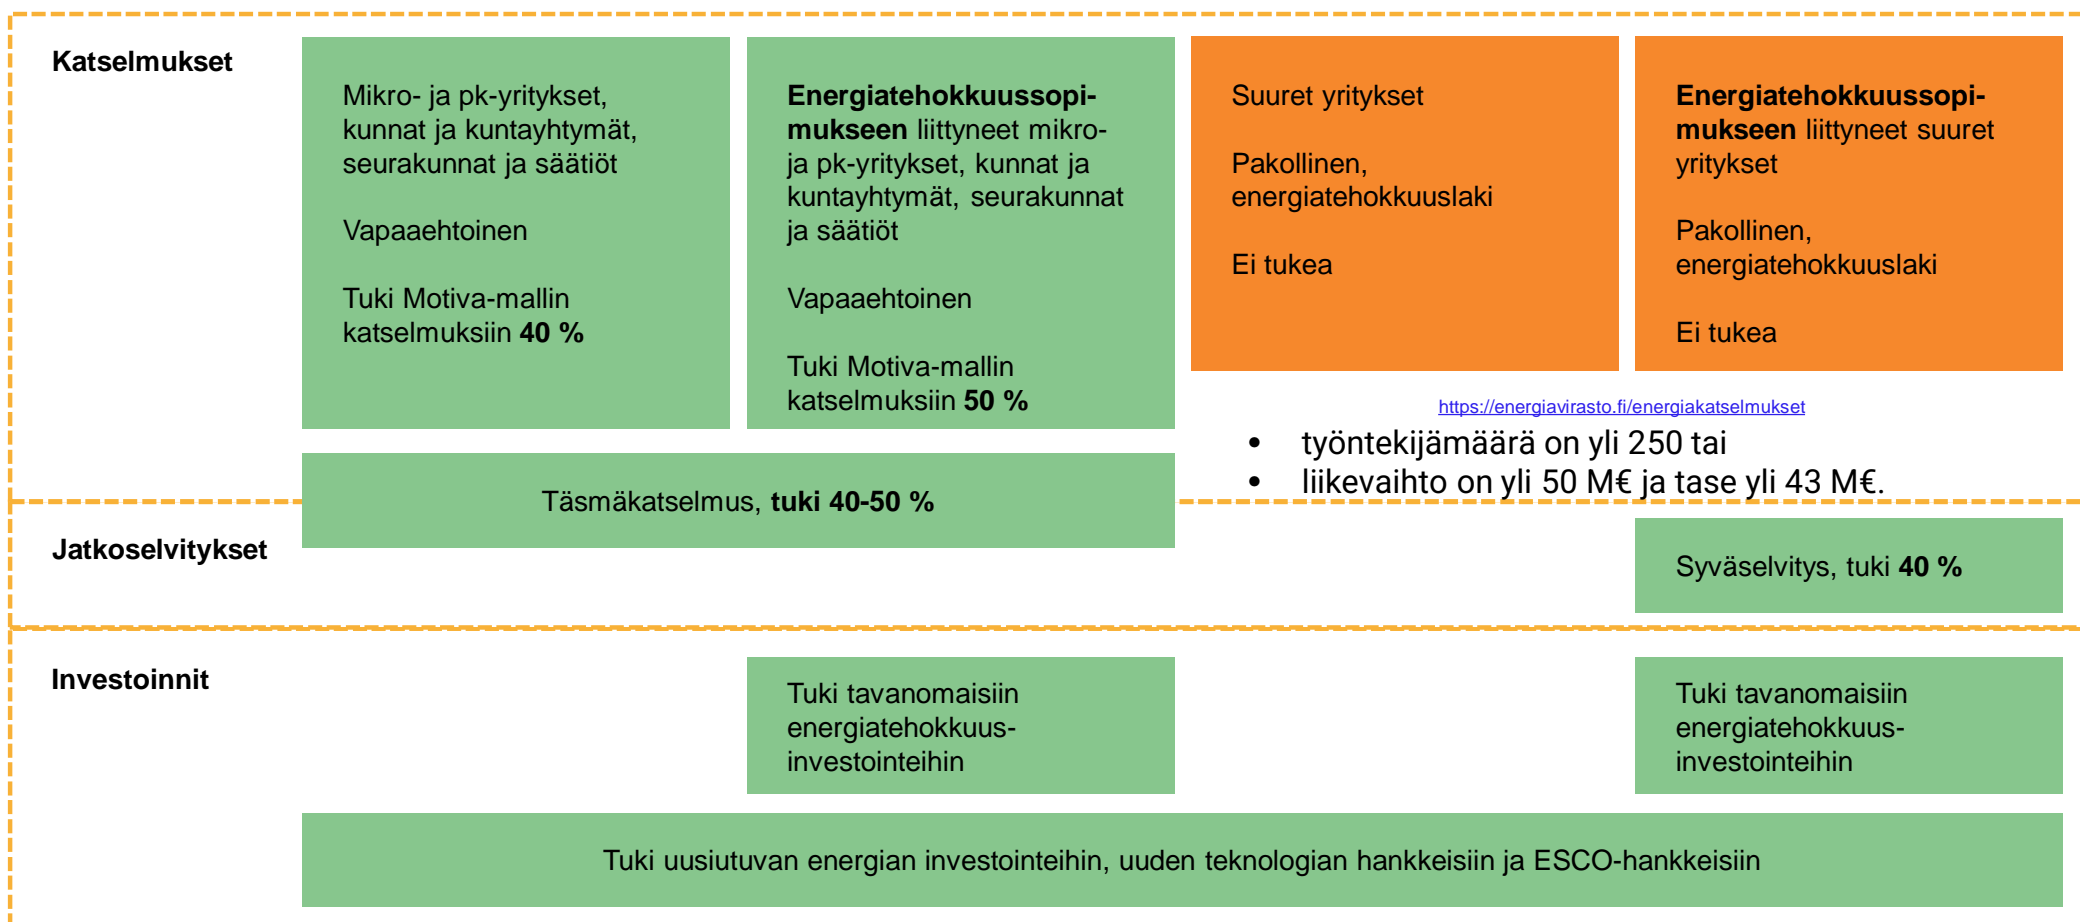 Katselmukset
Mikro- ja pk-yritykset,
kunnat ja kuntayhtymät,
seurakunnat ja säätiöt
Vapaaehtoinen
Tuki Motiva-mallin
katselmuksiin 40 %
Energiatehokkuussopi-
mukseen liittyneet mikro-
ja pk-yritykset, kunnat ja
kuntayhtymät, seurakunnat
ja säätiöt
Vapaaehtoinen
Tuki Motiva-mallin
katselmuksiin 50 %
Suuret yritykset
Pakollinen,
energiatehokkuuslaki
Ei tukea
Energiatehokkuussopi-
mukseen liittyneet suuret
yritykset
Pakollinen,
energiatehokkuuslaki
Ei tukea
https://energiavirasto.fi/energiakatselmukset
• työntekijämäärä on yli 250 tai
• liikevaihto on yli 50 M€ ja tase yli 43 M€.
Täsmäkatselmus, tuki 40-50 %
Jatkoselvitykset
Syväselvitys, tuki 40 %
Investoinnit
Tuki tavanomaisiin
energiatehokkuus-
investointeihin
Tuki tavanomaisiin
energiatehokkuus-
investointeihin
Tuki uusiutuvan energian investointeihin, uuden teknologian hankkeisiin ja ESCO-hankkeisiin